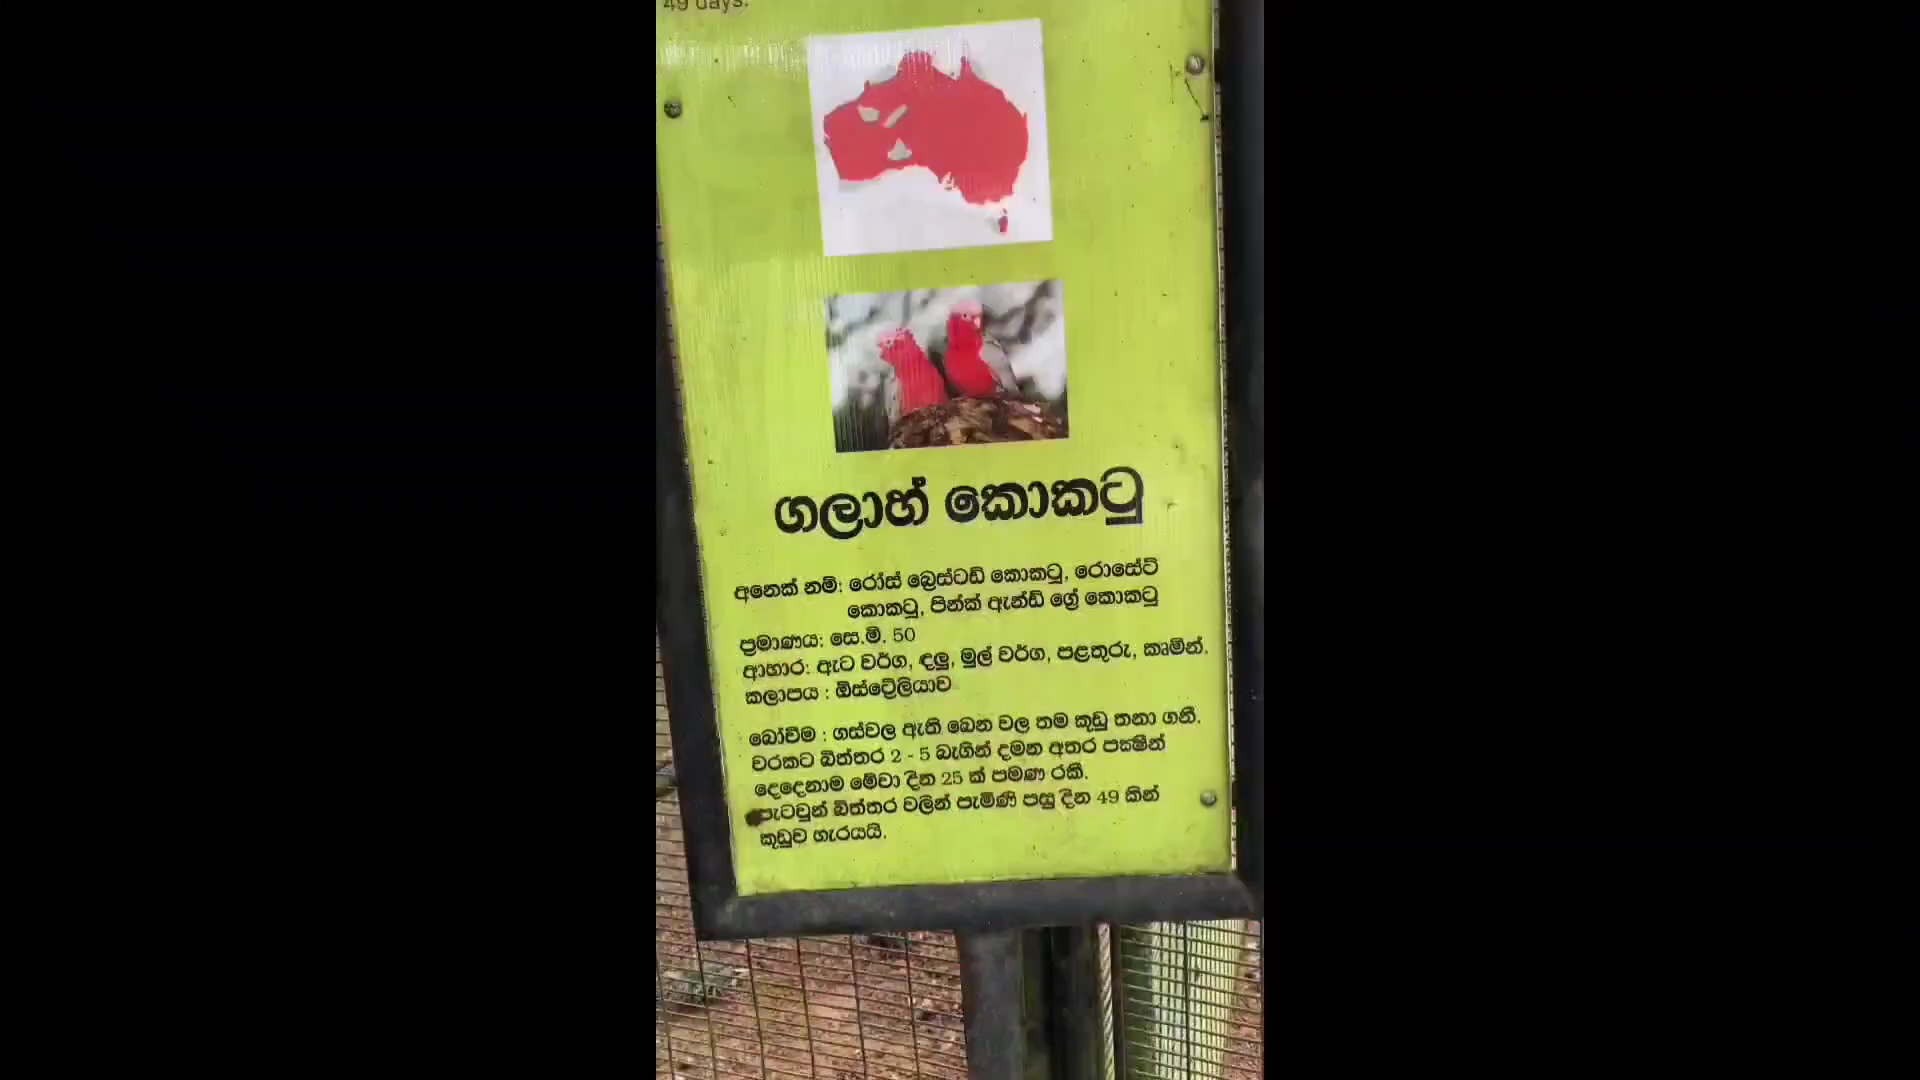 49 days.
ගලාහ් කොකටු
අනෙක් නම්: රෝස් බ්‍රෙස්ටඩ් කොකටු, රොසේට්
කොකටු, පින්ක් ඇන්ඩ් ග්‍රේ කොකටු
ප්‍රමාණය: සෙ.මී. 50
ආහාර: ඇට වර්ග, දලු, මුල් වර්ග, පළතුරු, කෘමීන්.
කලාපය : ඕස්ට්‍රේලියාව
බෝවීම : ගස්වල ඇති බෙන වල තම කූඩු තනා ගනී.
වරකට බිත්තර 2 - 5 බැගින් දමන අතර පක්‍ෂීන්
දෙදෙනාම මේවා දින 25 ක් පමණ රකී.
පැටවුන් බිත්තර වලින් පැමිණි පසු දින 49 කින්
කූඩුව හැරයයි.